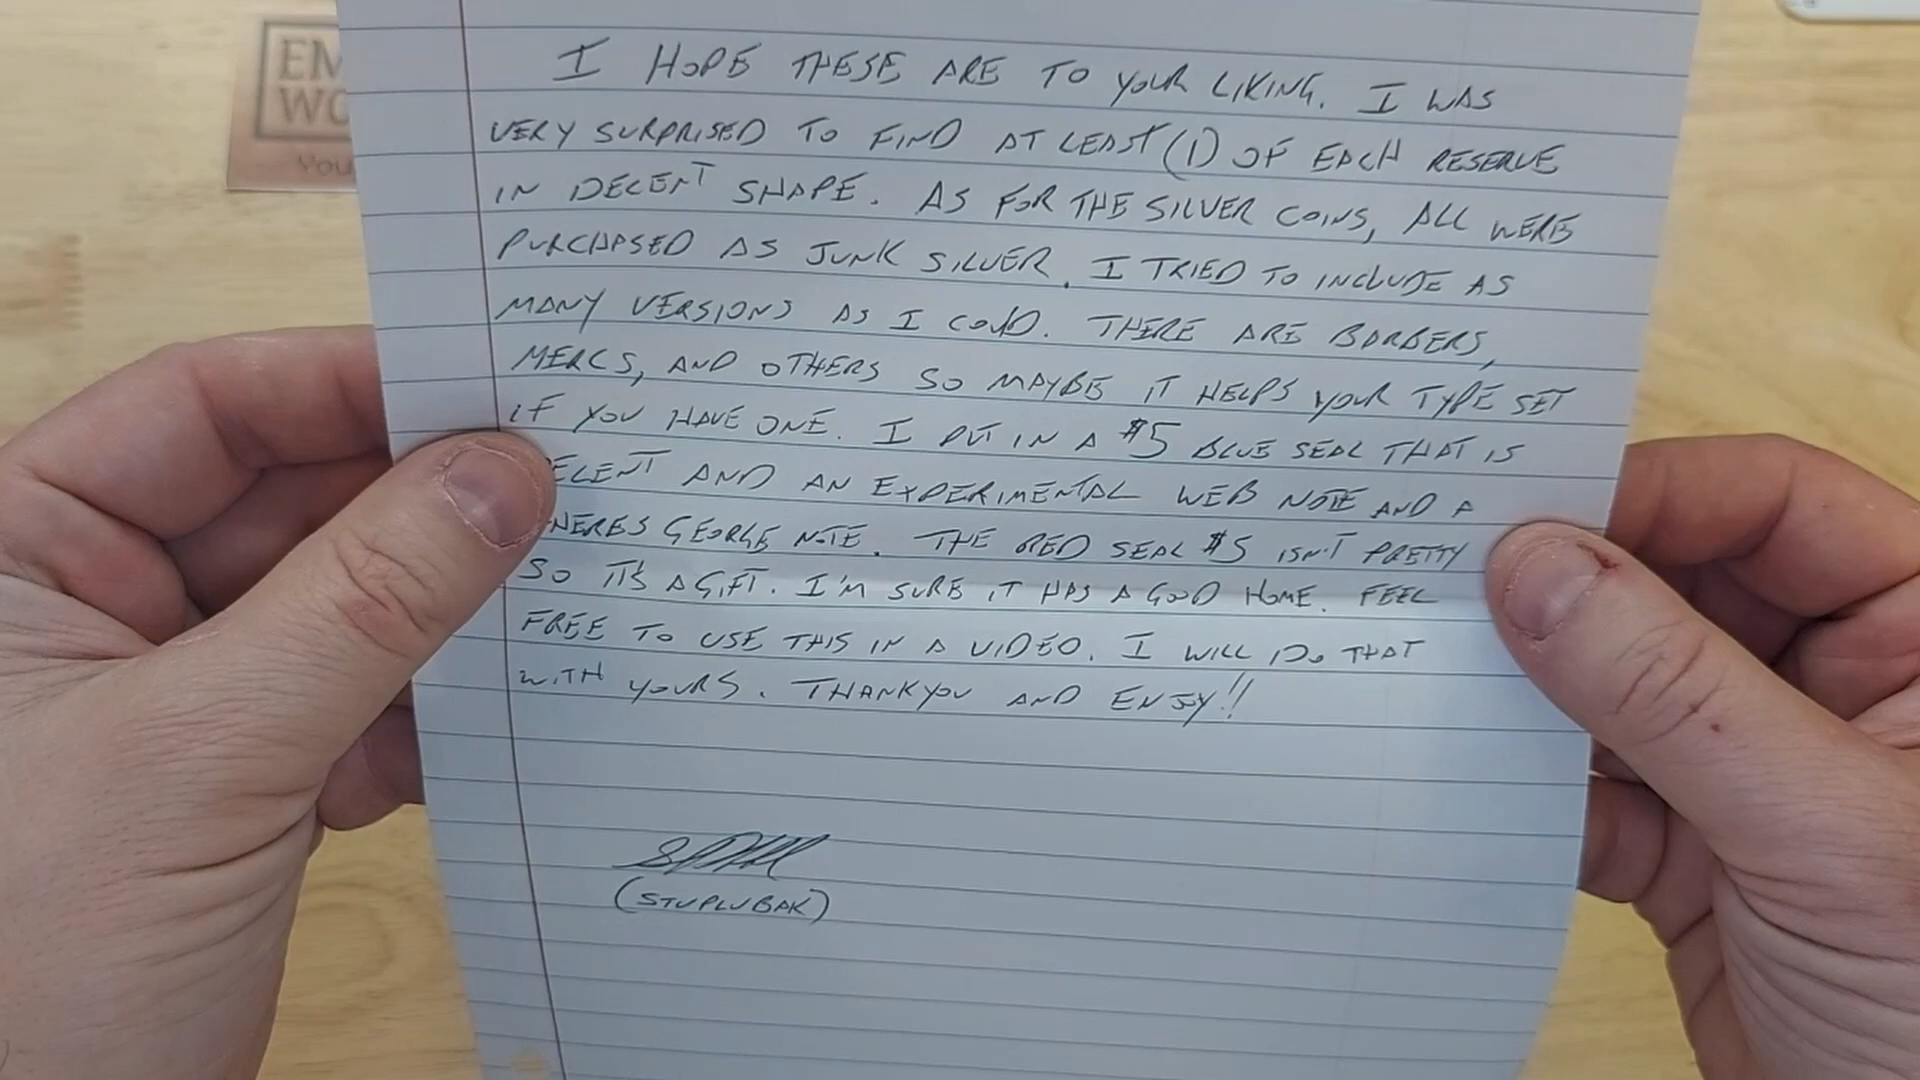 EM
WO
You
I HOPE THESE ARE TO YOUR LIKING. I WAS
VERY SURPRISED TO FIND AT LEAST (1) OF EACH RESERVE
IN DECENT SHAPE. AS FOR THE SILVER COINS, ALL WERE
PURCHASED AS JUNK SILVER. I TRIED TO INCLUDE AS
MANY VERSIONS AS I COULD. THERE ARE BARBERS,
MERCS, AND OTHERS SO MAYBE IT HELPS YOUR TYPE SET
IF YOU HAVE ONE. I PUT IN A $5 BLUE SEAL THAT IS
ECENT AND AN EXPERIMENTAL WEB NOTE AND A
HERES GEORGE NOTE. THE RED SEAL $5 ISN'T PRETTY
SO IT'S A GIFT. I'M SURE IT HAS A GOOD HOME. FEEL
FREE TO USE THIS IN A VIDEO. I WILL DO THAT
WITH YOURS. THANKYOU AND ENJOY!!
(STUPLUBAK)